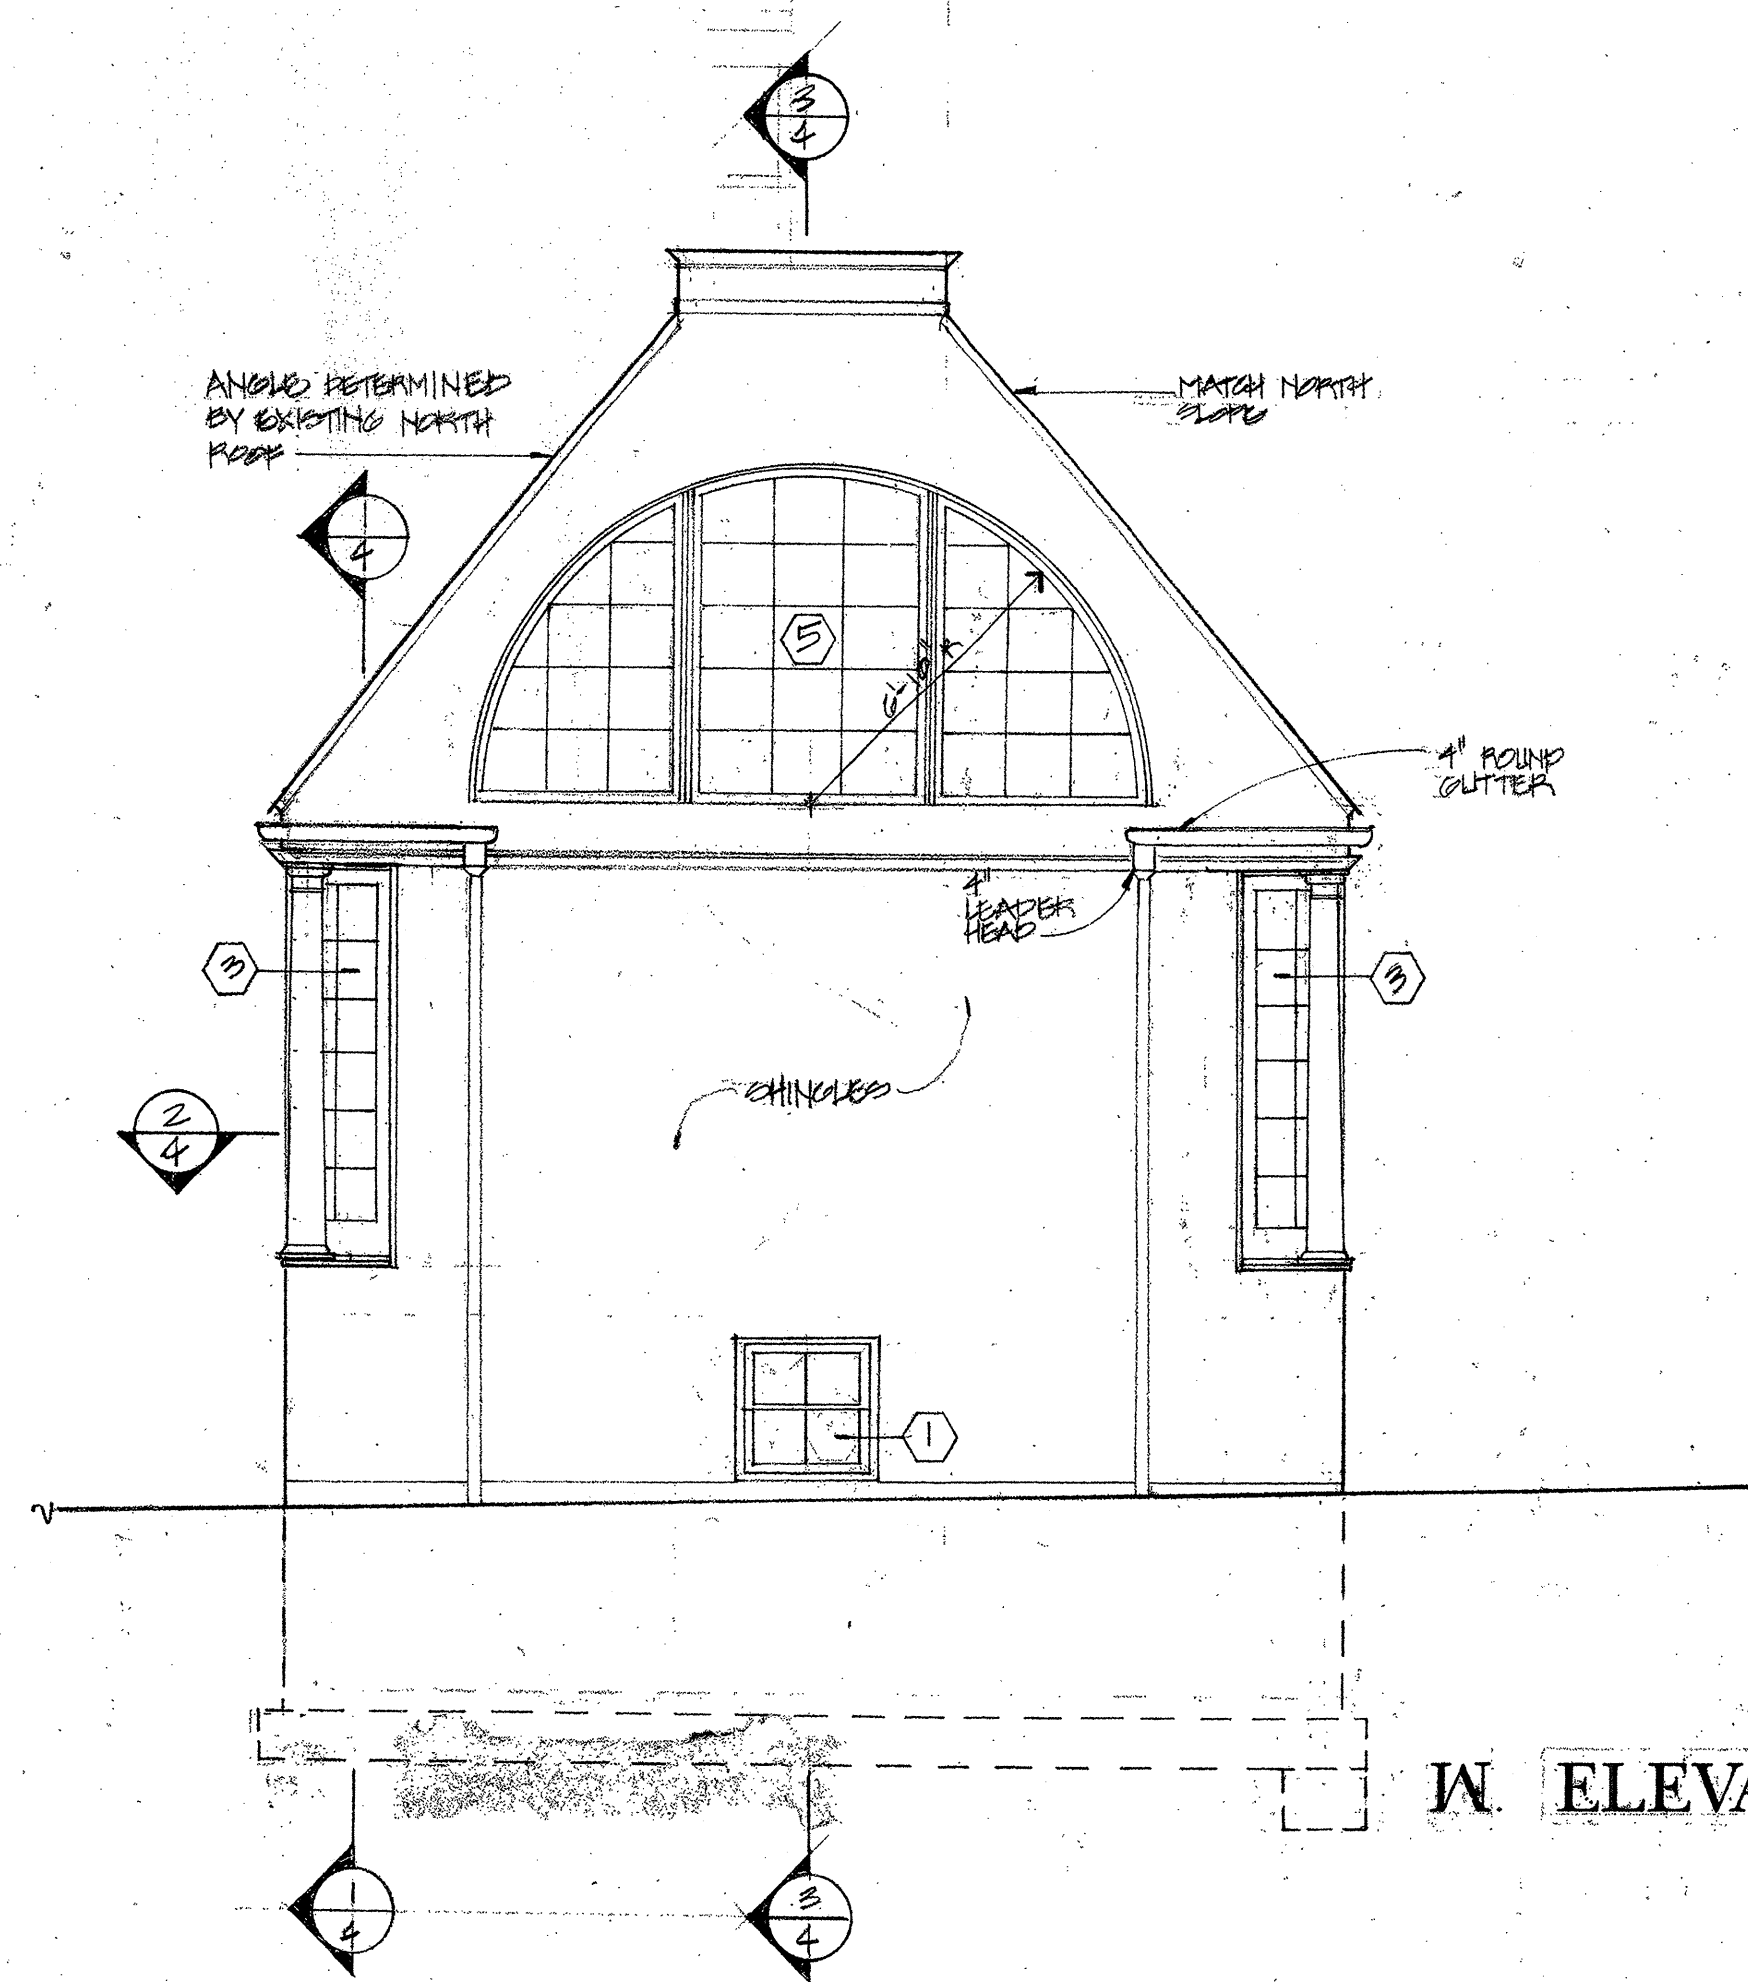 3
4
ANGLE DETERMINED
BY EXISTING NORTH
ROOF
MATCH NORTH
SLOPE
4
5
6'-10" R
4" ROUND
GUTTER
4"
LEADER
HEAD
3
3
SHINGLES
2
4
1
W. ELEVA
1
4
3
4